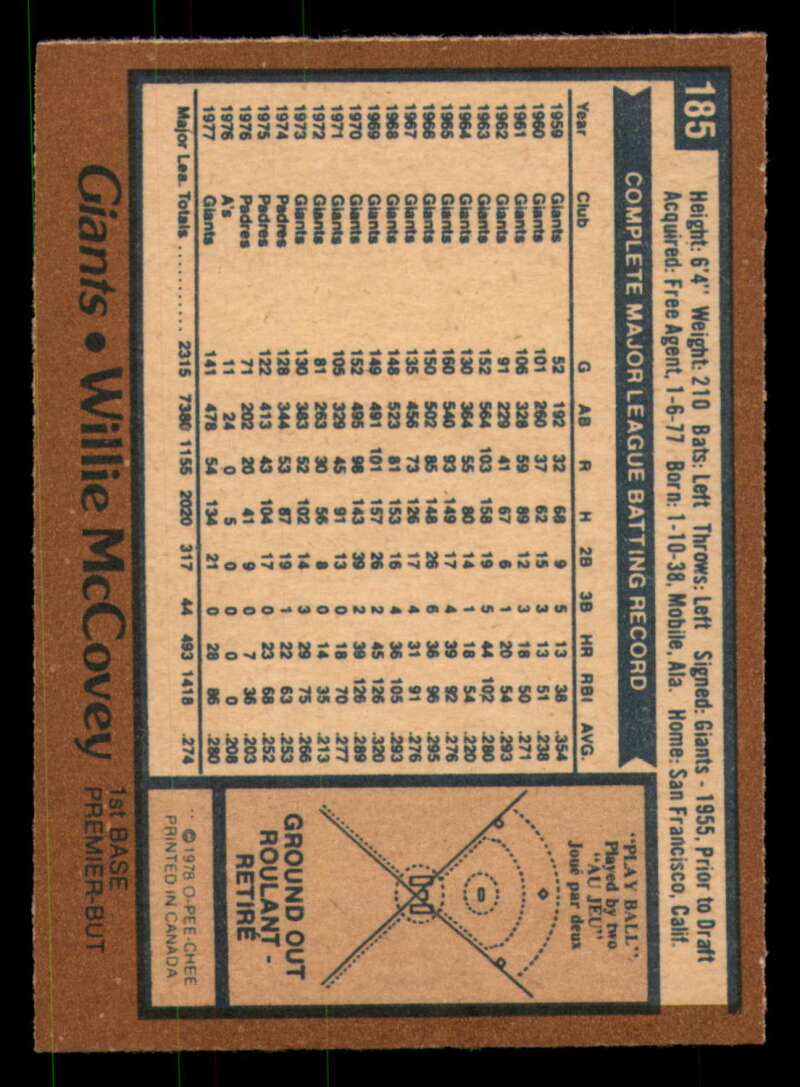 185
Height: 6'4" Weight: 210 Bats: Left Throws: Left Signed: Giants - 1955, Prior to Draft
Acquired: Free Agent, 1-6-77 Born: 1-10-38, Mobile, Ala. Home: San Francisco, Calif.
COMPLETE MAJOR LEAGUE BATTING RECORD
Year Club G AB R H 2B 3B HR RBI AVG.
1959 Giants 52 192 32 68 9 5 13 38 .354
1960 Giants 101 260 37 62 15 3 13 51 .238
1961 Giants 106 328 59 89 12 3 18 50 .271
1962 Giants 91 229 41 67 6 1 20 54 .293
1963 Giants 152 564 103 158 19 5 44 102 .280
1964 Giants 130 364 55 80 14 1 18 54 .220
1965 Giants 160 540 93 149 17 4 39 92 .276
1966 Giants 150 502 85 148 26 6 36 96 .295
1967 Giants 135 456 73 126 17 4 31 91 .276
1968 Giants 148 523 81 153 16 4 36 105 .293
1969 Giants 149 491 101 157 26 2 45 126 .320
1970 Giants 152 495 98 143 39 2 39 126 .289
1971 Giants 105 329 45 91 13 0 18 70 .277
1972 Giants 81 263 30 56 8 0 14 35 .213
1973 Giants 130 383 52 102 14 3 29 75 .266
1974 Padres 128 344 53 87 19 1 22 63 .253
1975 Padres 122 413 43 104 17 0 23 68 .252
1976 Padres 71 202 20 41 9 0 7 36 .203
1976 A's 11 24 0 5 0 0 0 0 .208
1977 Giants 141 478 54 134 21 0 28 86 .280
Major Lea. Totals .......... 2315 7380 1155 2020 317 44 493 1418 .274
"PLAY BALL"
Played by two
"AU JEU"
Joué par deux
GROUND OUT
ROULANT -
RETIRÉ
** © 1978 O-PEE-CHEE
PRINTED IN CANADA
Giants • Willie McCovey
1st BASE
PREMIER-BUT